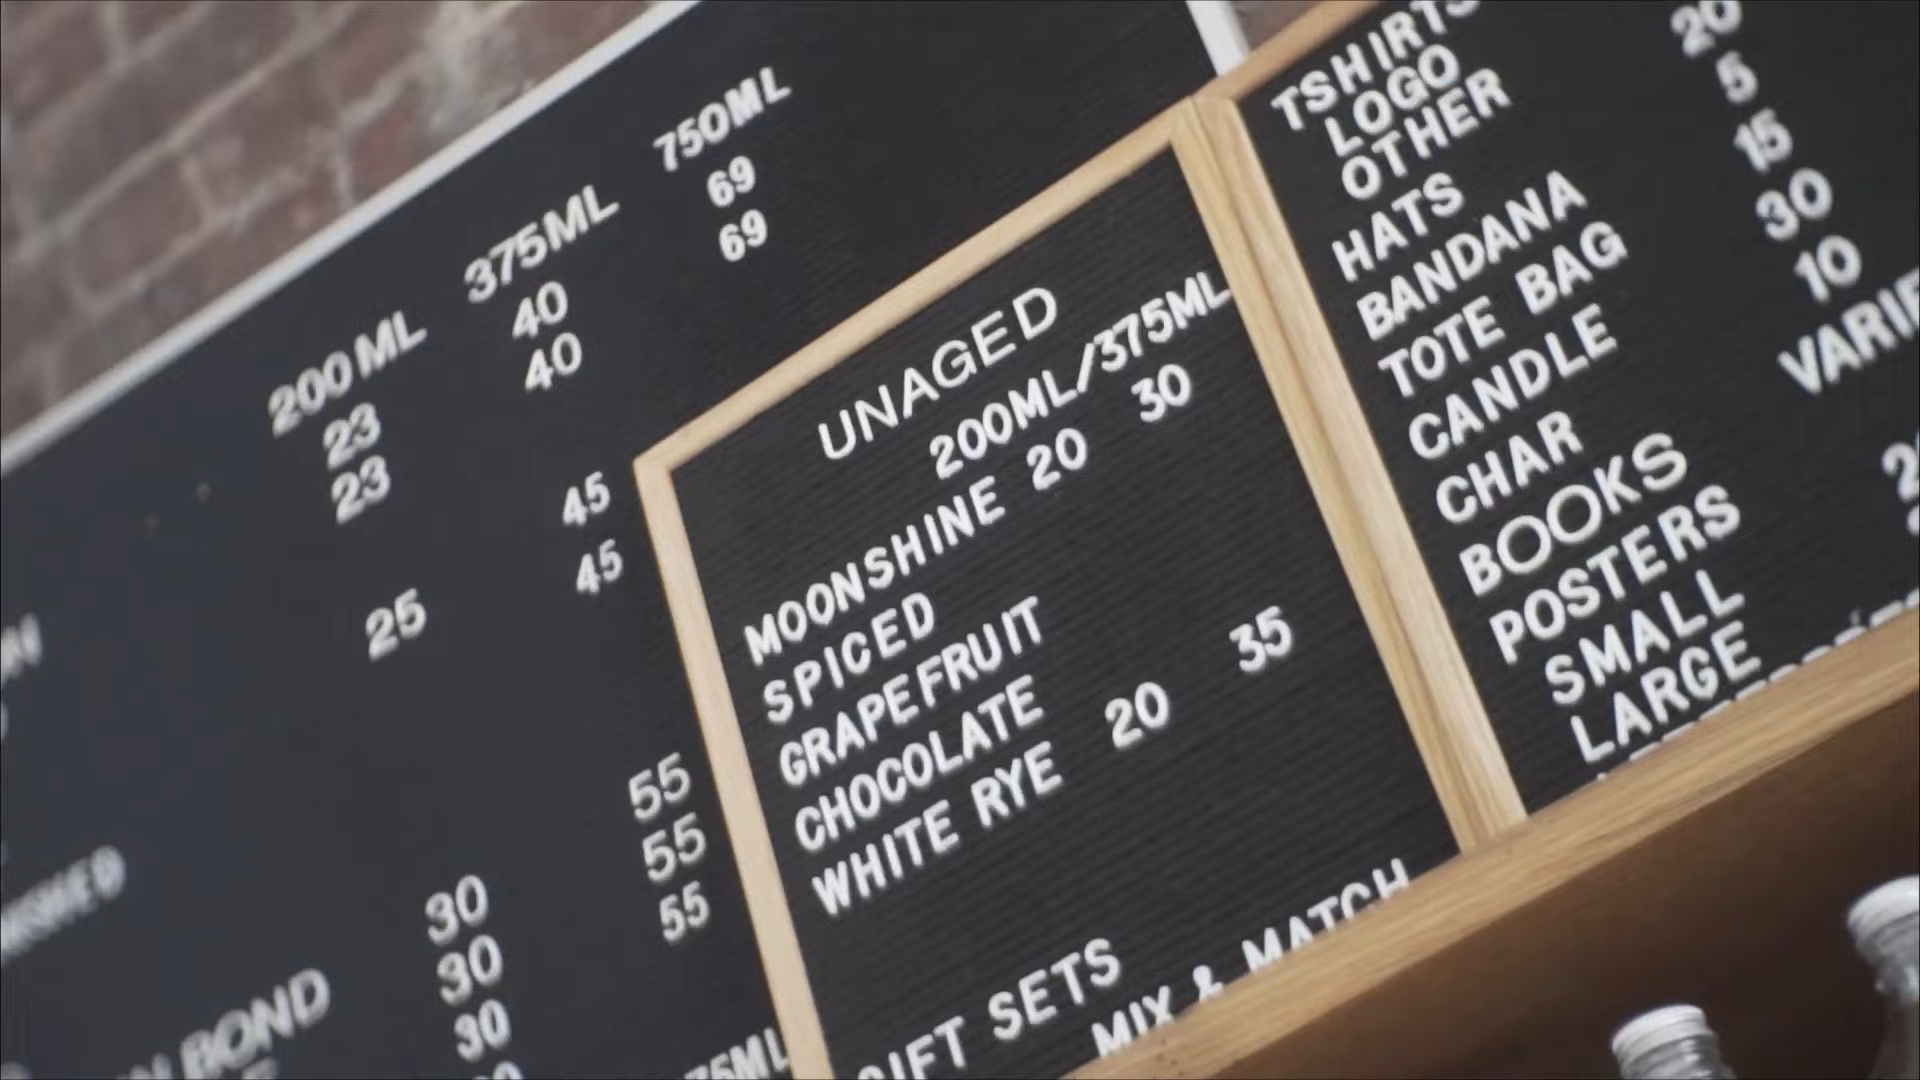 200ML 375ML 750ML
23 40 69
23 40 69
45
25 45
55
30 55
30 55
30
BOND
75ML
UNAGED
200ML/375ML
MOONSHINE 20 30
SPICED
GRAPEFRUIT
CHOCOLATE
WHITE RYE 20 35
GIFT SETS
MIX & MATCH
TSHIRTS
LOGO 20
OTHER 5
HATS 15
BANDANA 30
TOTE BAG 10
CANDLE
CHAR
BOOKS
POSTERS
SMALL
LARGE